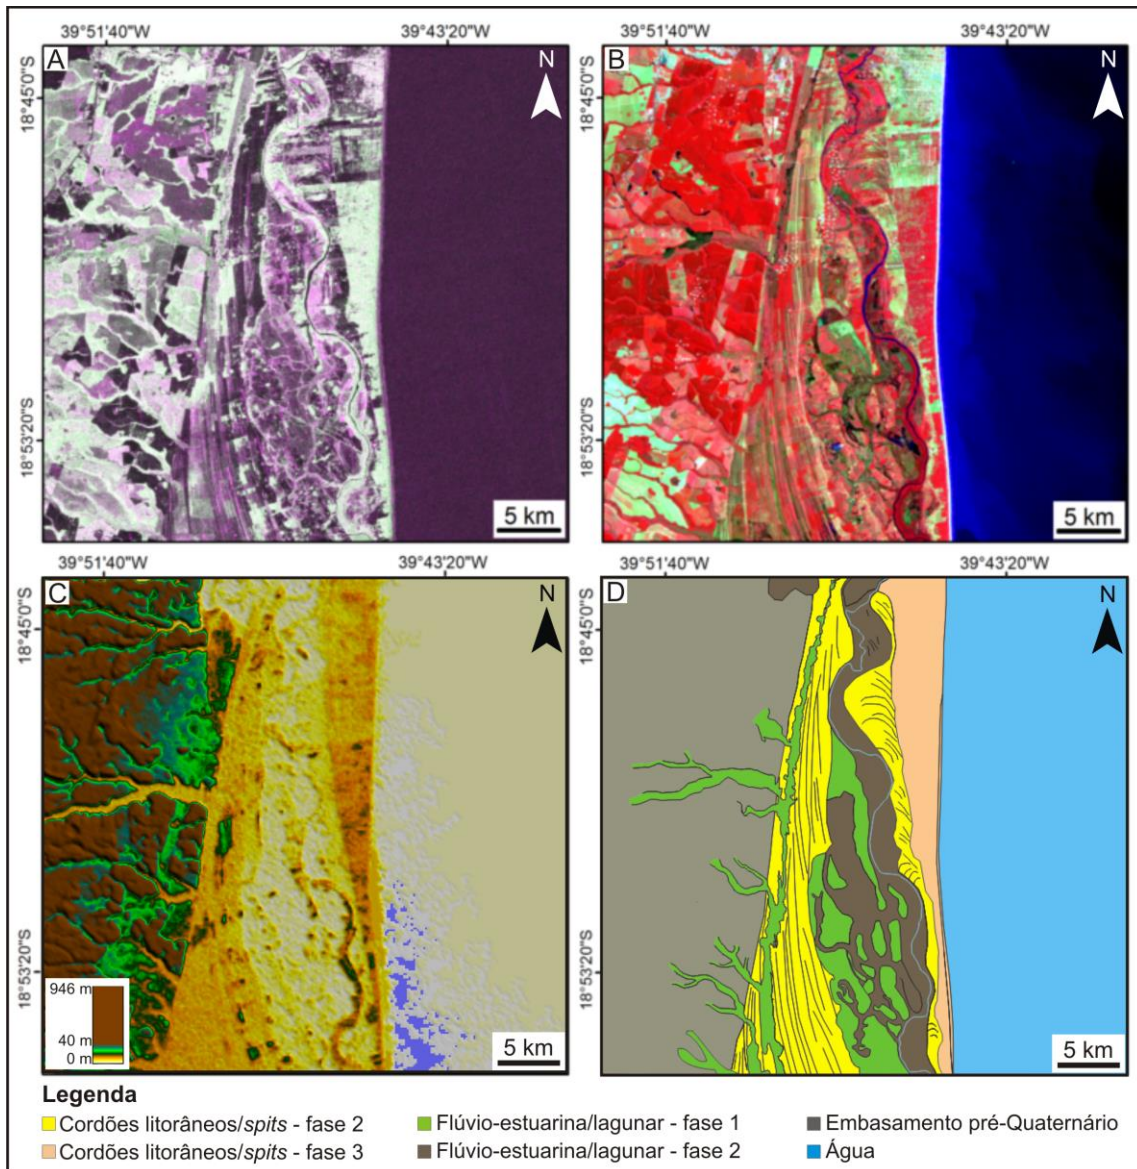 39°51'40"W 39°43'20"W 39°51'40"W 39°43'20"W
A N B N
18°45'0"S 18°45'0"S
18°53'20"S 18°53'20"S
5 km 5 km
39°51'40"W 39°43'20"W 39°51'40"W 39°43'20"W
C N D N
18°45'0"S 18°45'0"S
18°53'20"S 18°53'20"S
946 m
40 m
0 m
5 km 5 km
Legenda
Cordões litorâneos/spits - fase 2 Flúvio-estuarina/lagunar - fase 1 Embasamento pré-Quaternário
Cordões litorâneos/spits - fase 3 Flúvio-estuarina/lagunar - fase 2 Água